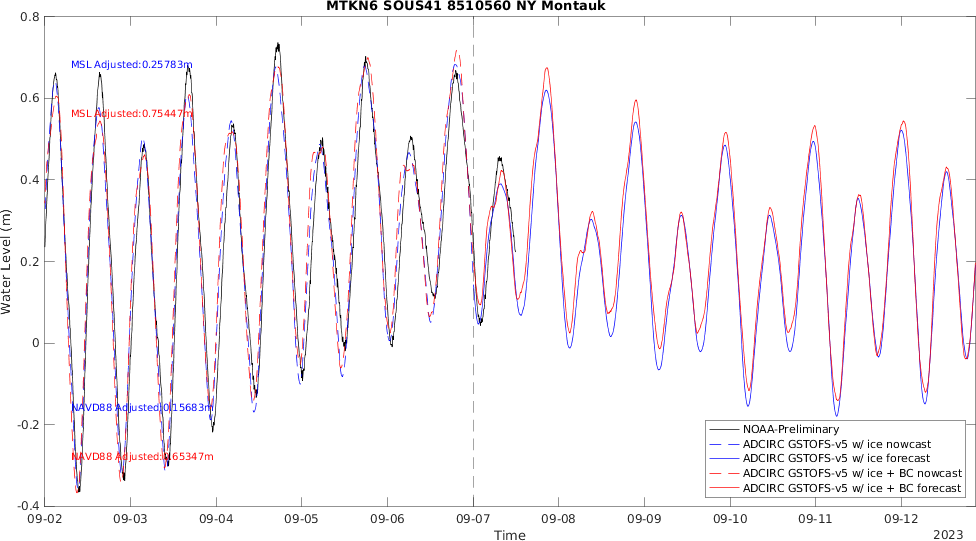 MTKN6 SOUS41 8510560 NY Montauk
0.8
0.6
0.4
0.2
0
-0.2
-0.4
Water Level (m)
MSL Adjusted:0.25783m
MSL Adjusted:0.75447m
NAVD88 Adjusted:0.15683m
NAVD88 Adjusted:0.65347m
NOAA-Preliminary
ADCIRC GSTOFS-v5 w/ ice nowcast
ADCIRC GSTOFS-v5 w/ ice forecast
ADCIRC GSTOFS-v5 w/ ice + BC nowcast
ADCIRC GSTOFS-v5 w/ ice + BC forecast
09-02 09-03 09-04 09-05 09-06 09-07 09-08 09-09 09-10 09-11 09-12
Time
2023